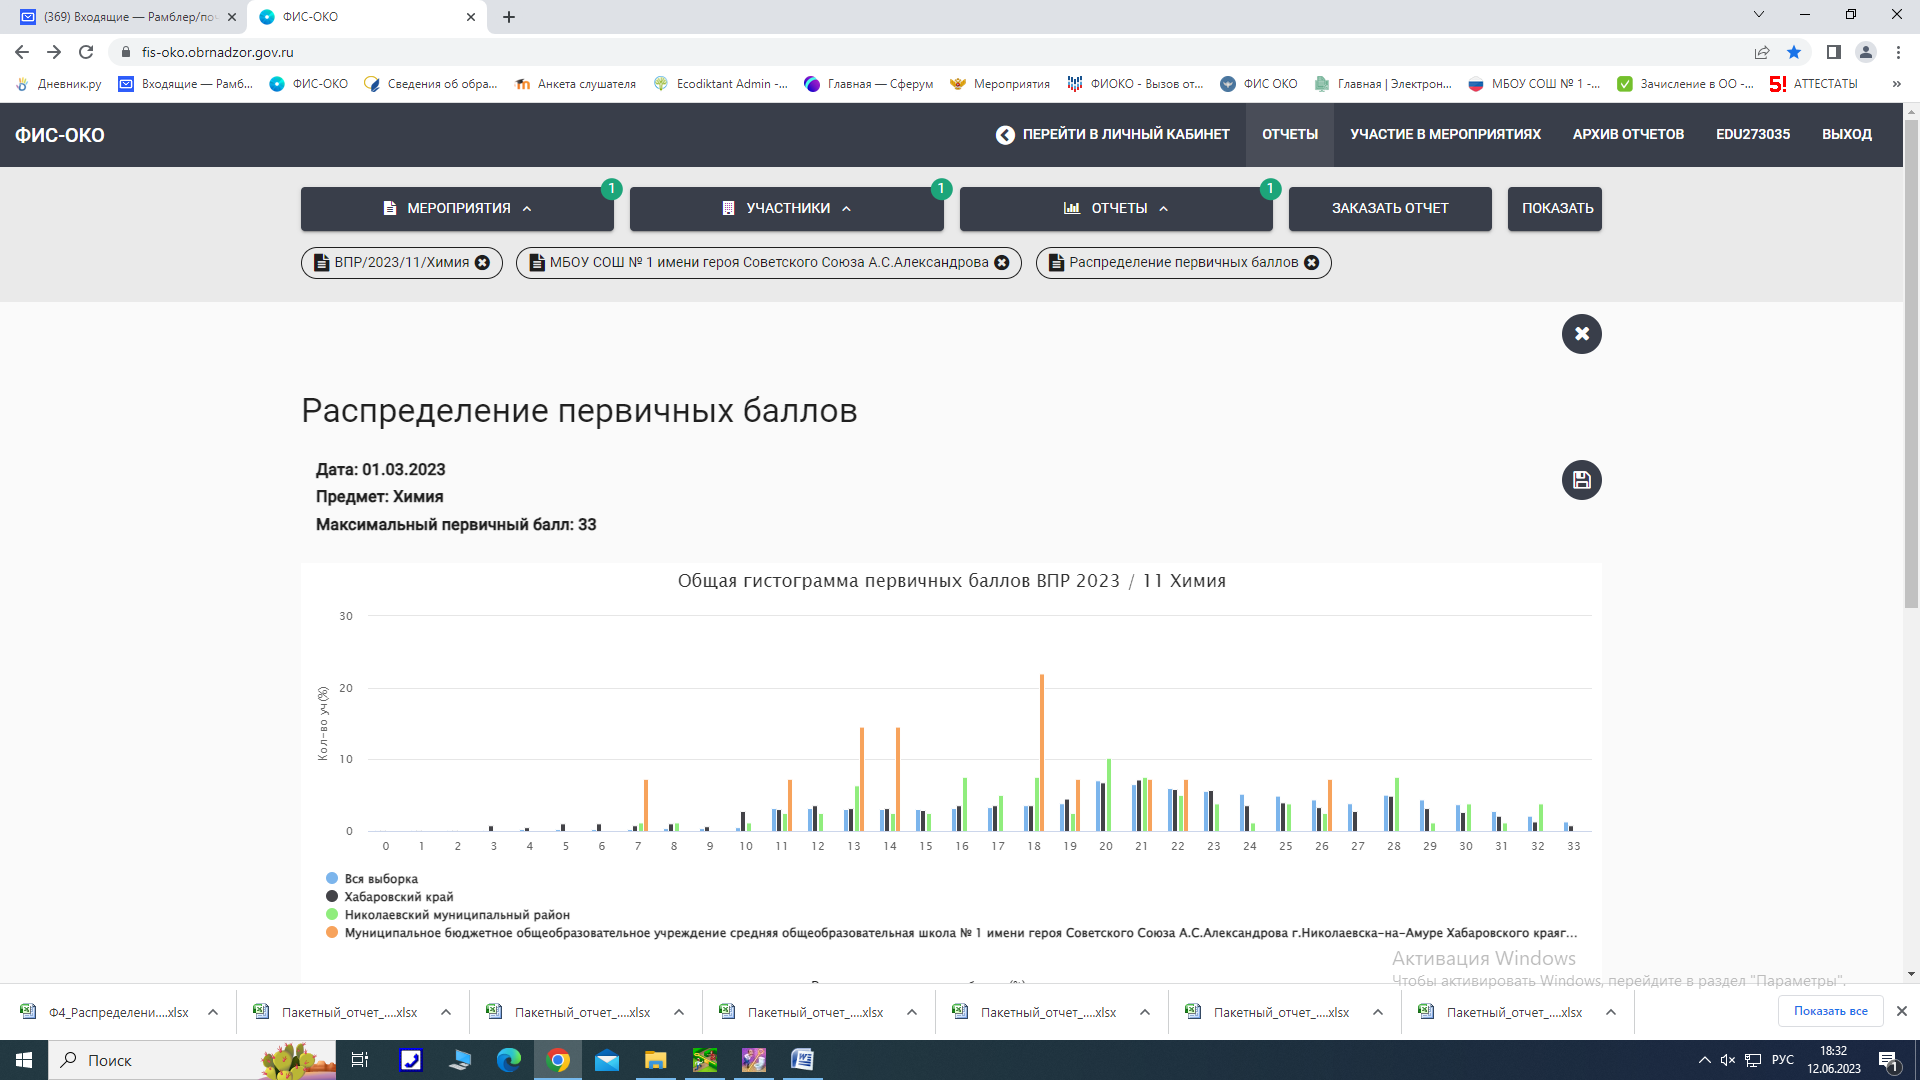 (369) Входящие — Рамблер/по
ФИС-ОКО
fis-oko.obrnadzor.gov.ru
Дневник.ру
Входящие — Рамб...
ФИС-ОКО
Сведения об обра...
Анкета слушателя
Ecodiktant Admin -...
Главная — Сферум
Мероприятия
ФИОКО - Вызов от...
ФИС ОКО
Главная | Электрон...
МБОУ СОШ № 1 -...
Зачисление в ОО -...
5! АТТЕСТАТЫ
»
ФИС-ОКО
ПЕРЕЙТИ В ЛИЧНЫЙ КАБИНЕТ
ОТЧЕТЫ
УЧАСТИЕ В МЕРОПРИЯТИЯХ
АРХИВ ОТЧЕТОВ
EDU273035
ВЫХОД
МЕРОПРИЯТИЯ 1
УЧАСТНИКИ 1
ОТЧЕТЫ 1
ЗАКАЗАТЬ ОТЧЕТ
ПОКАЗАТЬ
ВПР/2023/11/Химия
МБОУ СОШ № 1 имени героя Советского Союза А.С.Александрова
Распределение первичных баллов
Распределение первичных баллов
Дата: 01.03.2023
Предмет: Химия
Максимальный первичный балл: 33
Общая гистограмма первичных баллов ВПР 2023 / 11 Химия
Кол-во уч(%)
30
20
10
0
0 1 2 3 4 5 6 7 8 9 10 11 12 13 14 15 16 17 18 19 20 21 22 23 24 25 26 27 28 29 30 31 32 33
Вся выборка
Хабаровский край
Николаевский муниципальный район
Муниципальное бюджетное общеобразовательное учреждение средняя общеобразовательная школа № 1 имени героя Советского Союза А.С.Александрова г.Николаевска-на-Амуре Хабаровского краяг...
Активация Windows
Чтобы активировать Windows, перейдите в раздел "Параметры".
Ф4_Распределени....xlsx
Пакетный_отчет_....xlsx
Пакетный_отчет_....xlsx
Пакетный_отчет_....xlsx
Пакетный_отчет_....xlsx
Пакетный_отчет_....xlsx
Пакетный_отчет_....xlsx
Показать все
Поиск
РУС
18:32
12.06.2023
1